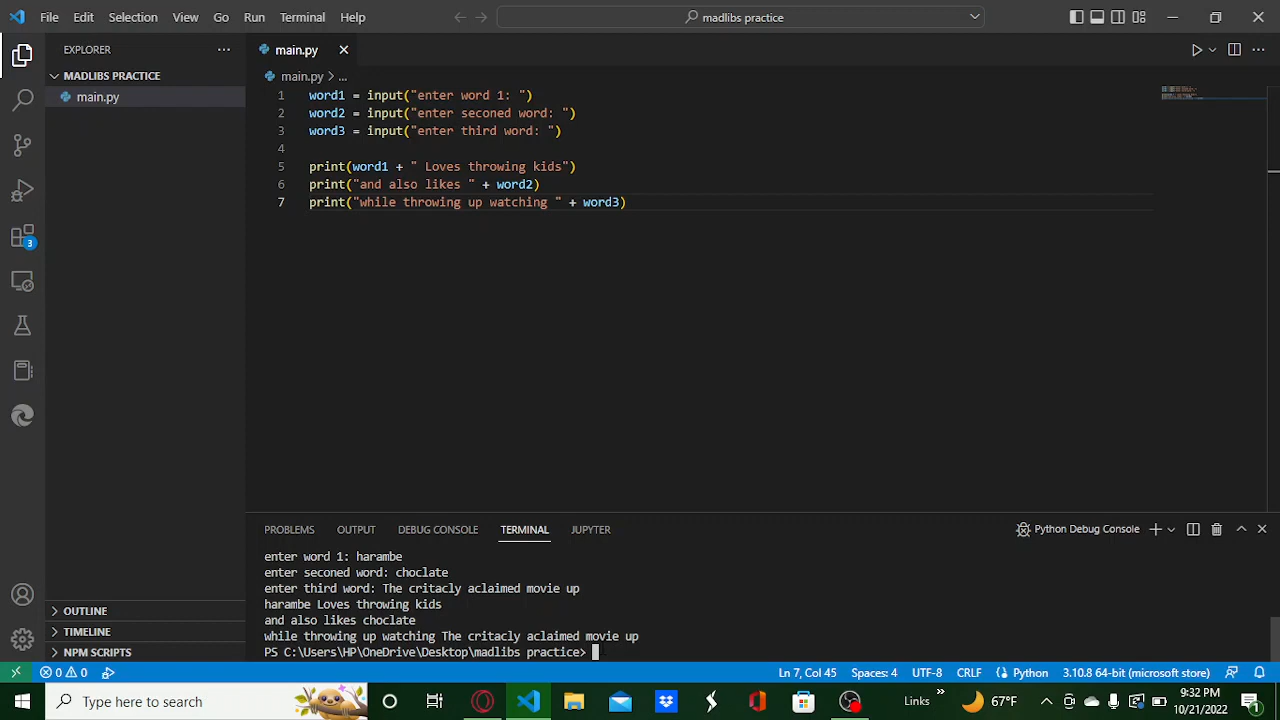 File Edit Selection View Go Run Terminal Help
madlibs practice
EXPLORER
MADLIBS PRACTICE
main.py
main.py
main.py > ...
1 word1 = input("enter word 1: ")
2 word2 = input("enter seconed word: ")
3 word3 = input("enter third word: ")
4
5 print(word1 + " Loves throwing kids")
6 print("and also likes " + word2)
7 print("while throwing up watching " + word3)
3
PROBLEMS OUTPUT DEBUG CONSOLE TERMINAL JUPYTER
Python Debug Console
enter word 1: harambe
enter seconed word: choclate
enter third word: The critacly aclaimed movie up
harambe Loves throwing kids
and also likes choclate
while throwing up watching The critacly aclaimed movie up
PS C:\Users\HP\OneDrive\Desktop\madlibs practice>
OUTLINE
TIMELINE
NPM SCRIPTS
0 0
Ln 7, Col 45 Spaces: 4 UTF-8 CRLF Python 3.10.8 64-bit (microsoft store)
Type here to search
Links
67°F
9:32 PM
10/21/2022
1